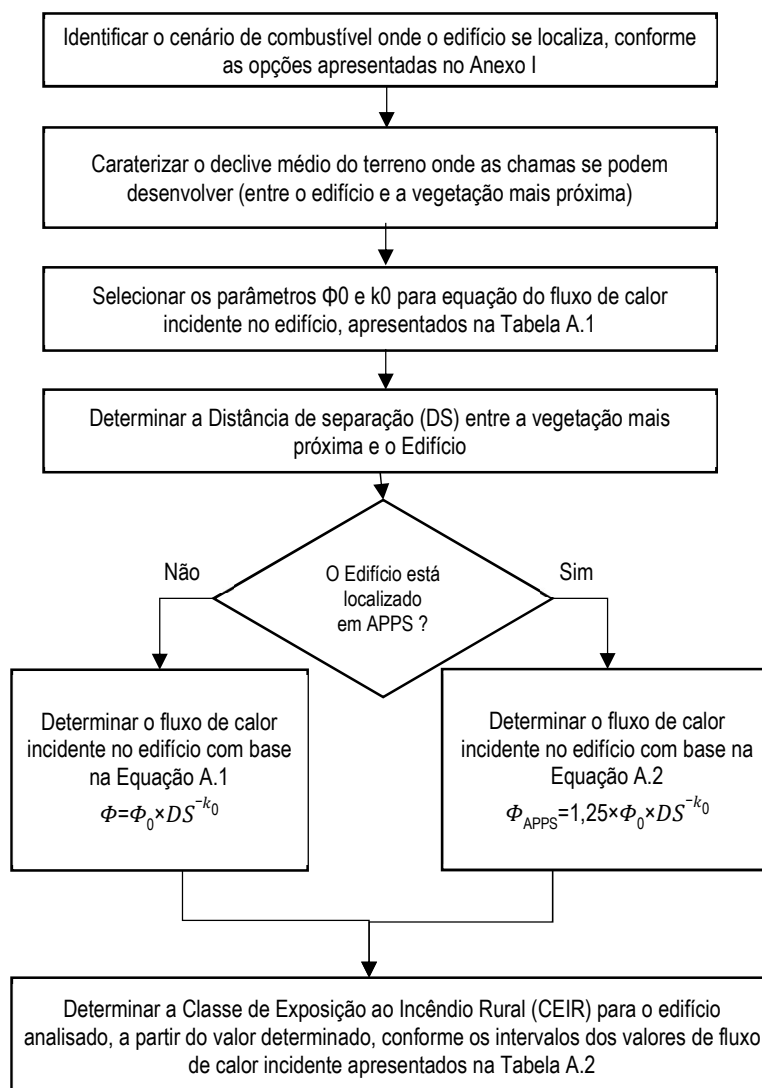 Identificar o cenário de combustível onde o edifício se localiza, conforme
as opções apresentadas no Anexo I
Caraterizar o declive médio do terreno onde as chamas se podem
desenvolver (entre o edifício e a vegetação mais próxima)
Selecionar os parâmetros Φ0 e k0 para equação do fluxo de calor
incidente no edifício, apresentados na Tabela A.1
Determinar a Distância de separação (DS) entre a vegetação mais
próxima e o Edifício
O Edifício está
localizado
em APPS ?
Não
Sim
Determinar o fluxo de calor
incidente no edifício com base
na Equação A.1
Φ=Φ₀×DS^−k₀
Determinar o fluxo de calor
incidente no edifício com base na
Equação A.2
Φ_APPS=1,25×Φ₀×DS^−k₀
Determinar a Classe de Exposição ao Incêndio Rural (CEIR) para o edifício
analisado, a partir do valor determinado, conforme os intervalos dos valores de fluxo
de calor incidente apresentados na Tabela A.2